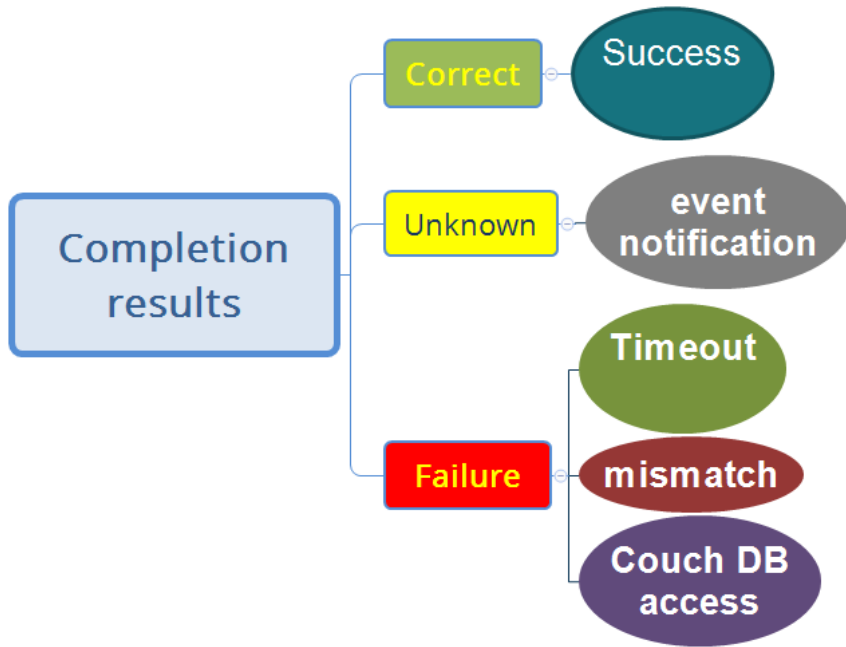 Completion
results
Correct
Success
Unknown
event
notification
Failure
Timeout
mismatch
Couch DB
access